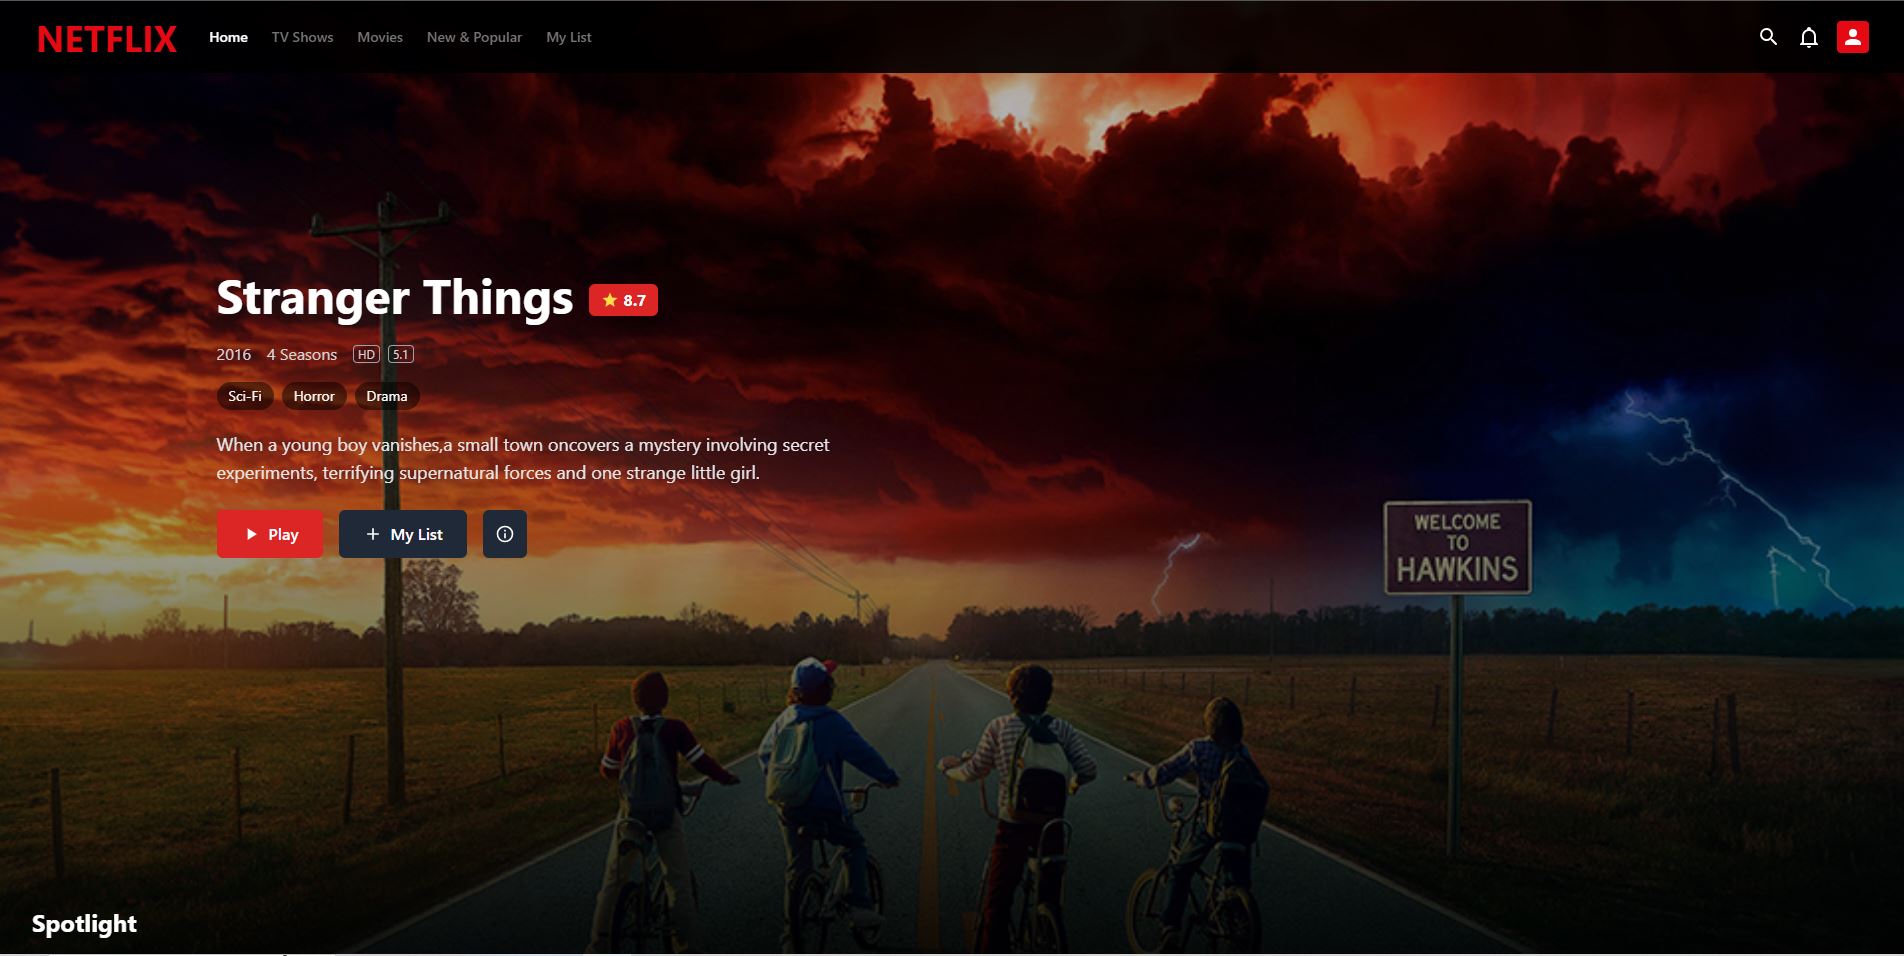 NETFLIX Home TV Shows Movies New & Popular My List
Stranger Things 8.7
2016 4 Seasons HD 5.1
Sci-Fi Horror Drama
When a young boy vanishes,a small town oncovers a mystery involving secret
experiments, terrifying supernatural forces and one strange little girl.
Play My List
WELCOME
TO
HAWKINS
Spotlight